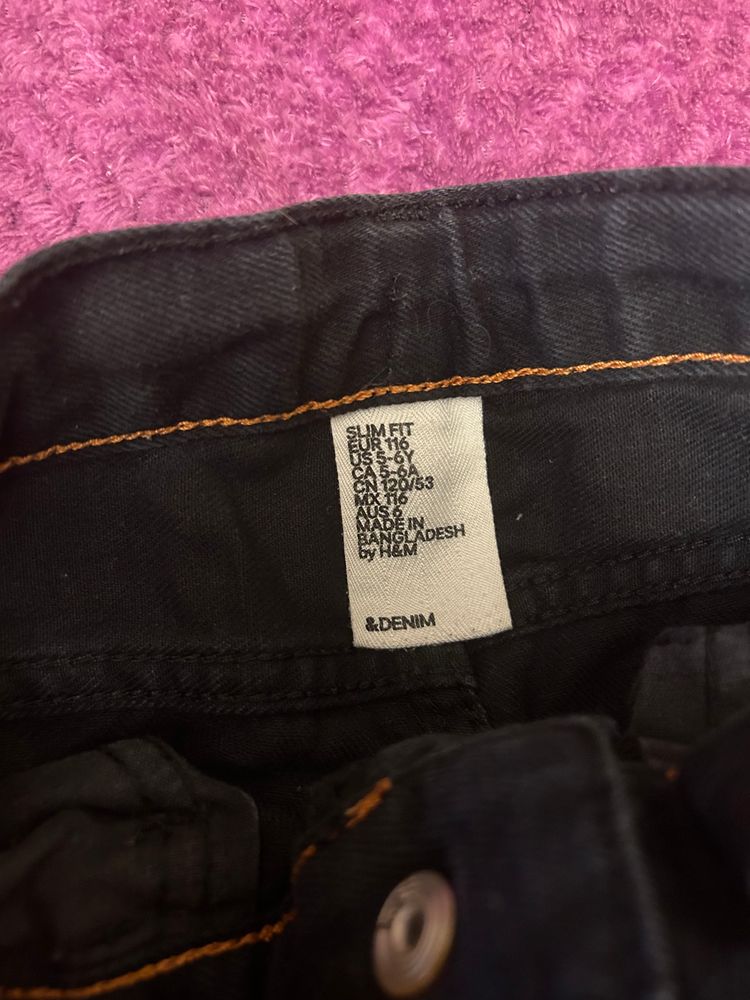 SLIM FIT
EUR 116
US 5-6Y
CA 5-6A
CN 120/53
MX 116
AUS 6
MADE IN
BANGLADESH
by H&M
&DENIM